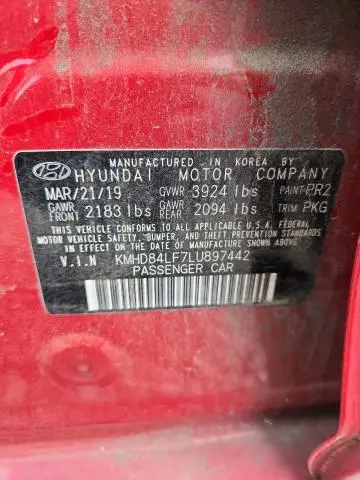 MANUFACTURED IN KOREA BY
HYUNDAI MOTOR COMPANY
MAR/21/19 GVWR 3924 lbs PAINT PR2
GAWR FRONT 2183 lbs GAWR REAR 2094 lbs TRIM PKG
THIS VEHICLE CONFORMS TO ALL APPLICABLE U.S.A. FEDERAL
MOTOR VEHICLE SAFETY, BUMPER, AND THEFT PREVENTION STANDARDS
IN EFFECT ON THE DATE OF MANUFACTURE SHOWN ABOVE.
V.I.N KMHD84LF7LU897442
PASSENGER CAR